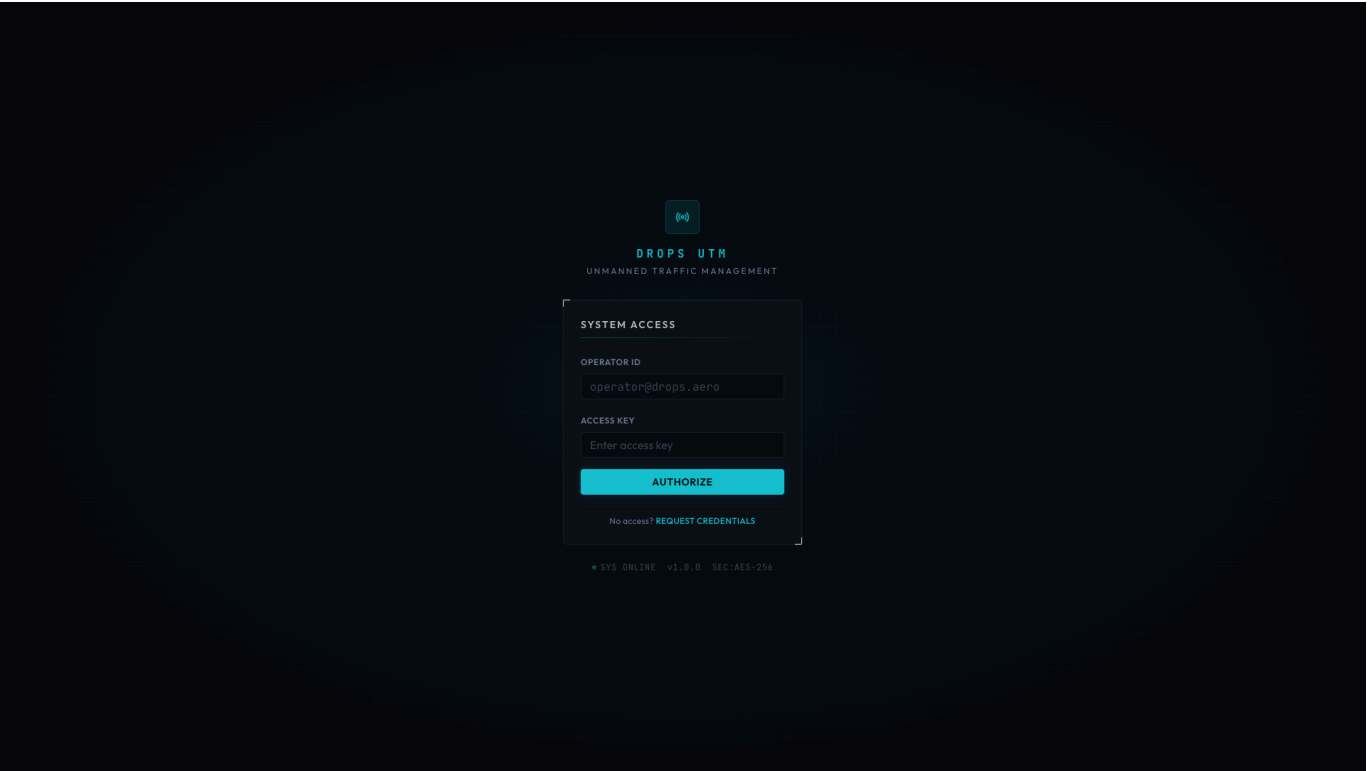 DROPS UTM
UNMANNED TRAFFIC MANAGEMENT
SYSTEM ACCESS
OPERATOR ID
operator@drops.aero
ACCESS KEY
Enter access key
AUTHORIZE
No access? REQUEST CREDENTIALS
SYS ONLINE v1.0.0 SEC:AES-256